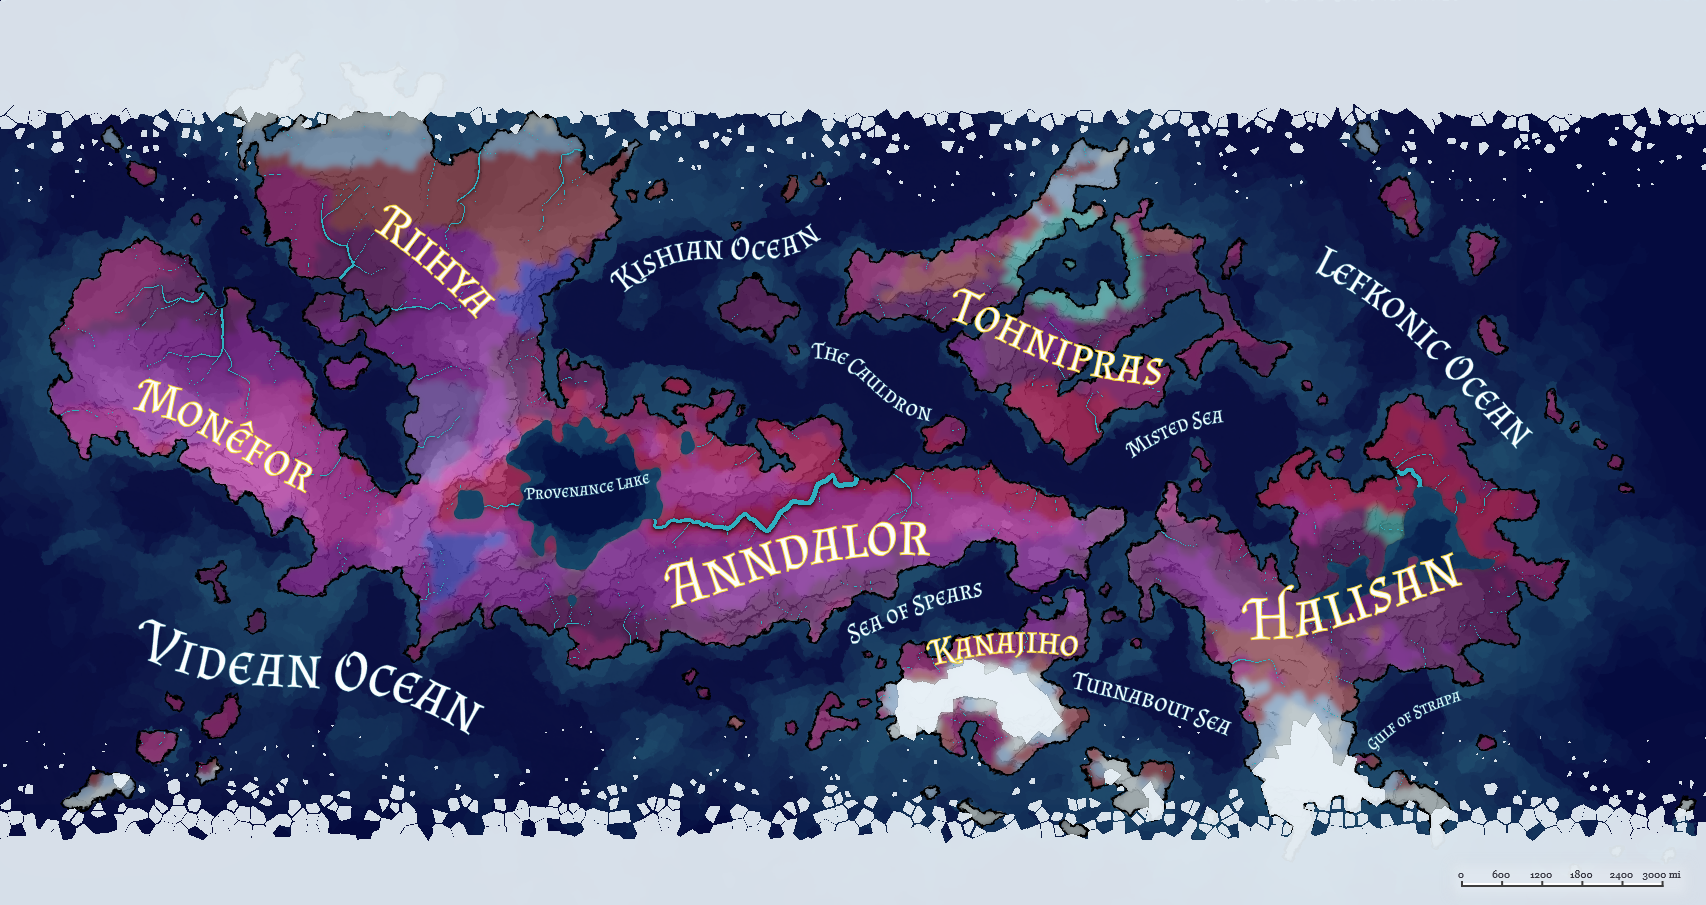 Riihya
Kishian Ocean
Lefkonic Ocean
Tohnipras
The Cauldron
Monêfor
Misted Sea
Provenance Lake
Anndalor
Halisan
Sea of Spears
Kanajiho
Videan Ocean
Turnabout Sea
Gulf of Strapa
0 600 1200 1800 2400 3000 mi